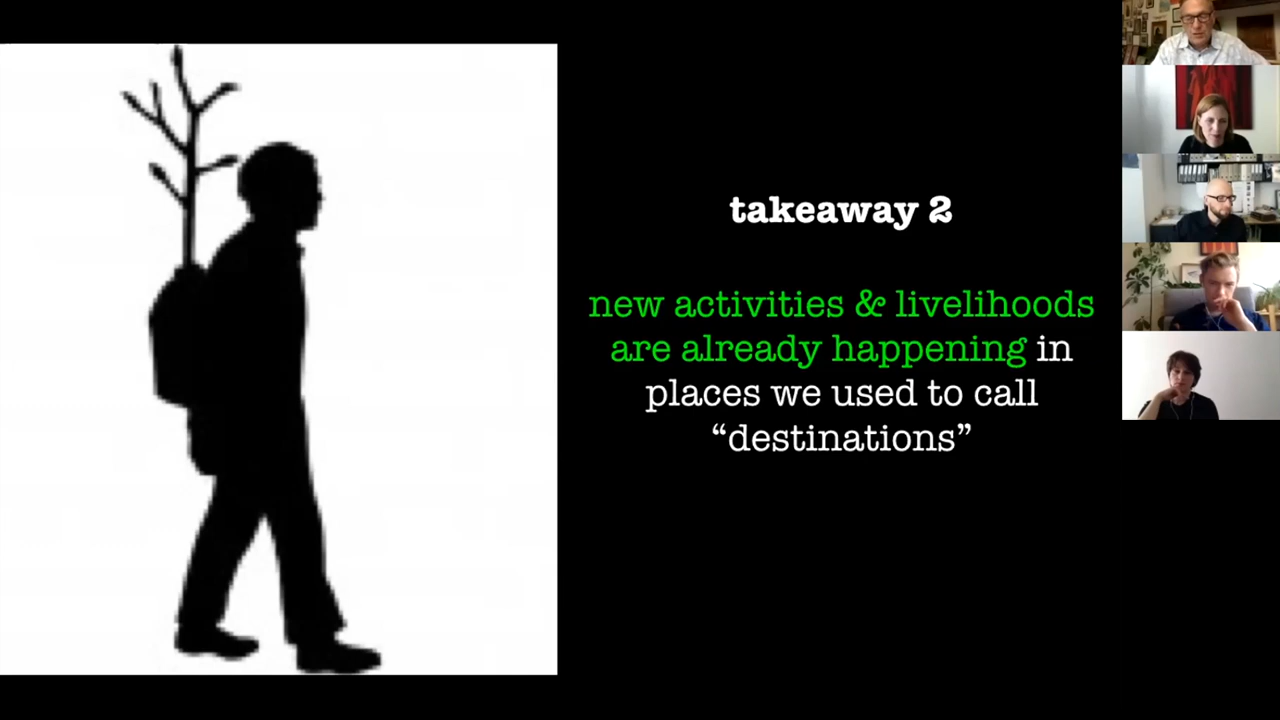 takeaway 2
new activities & livelihoods
are already happening in
places we used to call
“destinations”